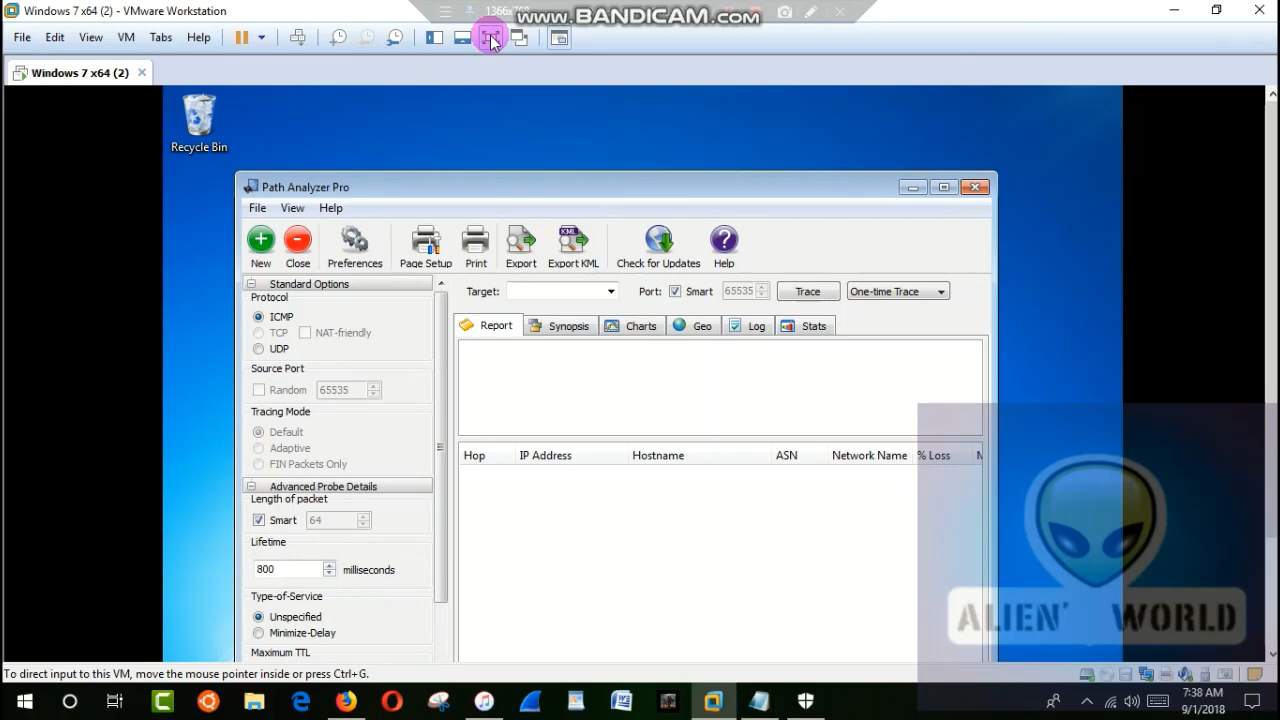 Windows 7 x64 (2) - VMware Workstation
1366x768
www.BANDICAM.com
File Edit View VM Tabs Help
Windows 7 x64 (2)
Recycle Bin
Path Analyzer Pro
File View Help
New Close Preferences Page Setup Print Export Export KML Check for Updates Help
KML
Standard Options
Target: Port: Smart 65535 Trace One-time Trace
Protocol
ICMP
TCP NAT-friendly
UDP
Report Synopsis Charts Geo Log Stats
Source Port
Random 65535
Tracing Mode
Default
Adaptive
FIN Packets Only
Hop IP Address Hostname ASN Network Name % Loss M
Advanced Probe Details
Length of packet
Smart 64
Lifetime
800 milliseconds
Type-of-Service
Unspecified
Minimize-Delay
Maximum TTL
ALIEN' WORLD
To direct input to this VM, move the mouse pointer inside or press Ctrl+G.
7:38 AM
9/1/2018